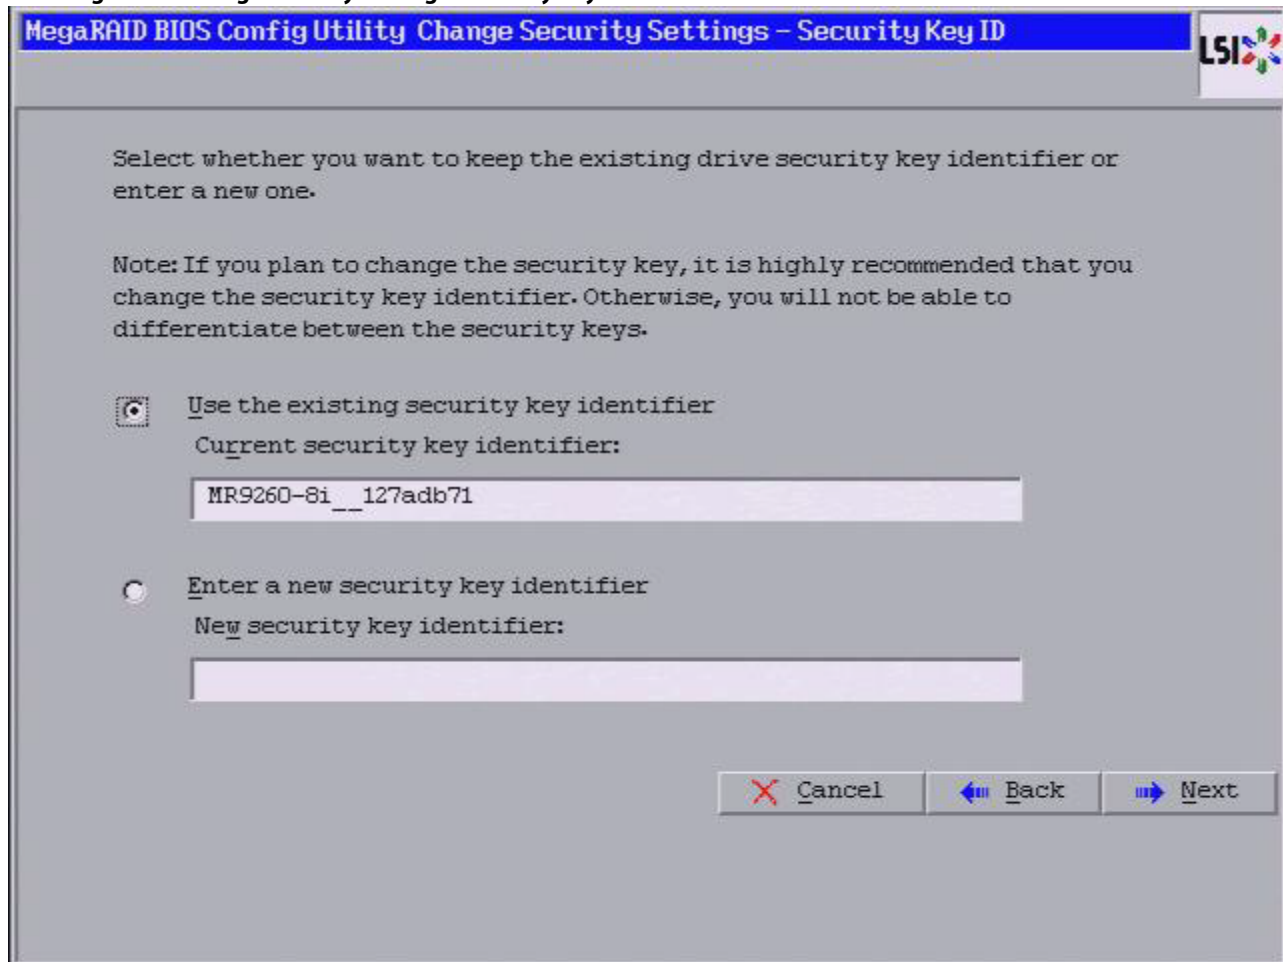 MegaRAID BIOS Config Utility Change Security Settings – Security Key ID
LSI
Select whether you want to keep the existing drive security key identifier or
enter a new one.
Note: If you plan to change the security key, it is highly recommended that you
change the security key identifier. Otherwise, you will not be able to
differentiate between the security keys.
Use the existing security key identifier
Current security key identifier:
MR9260-8i__127adb71
Enter a new security key identifier
New security key identifier:
Cancel
Back
Next